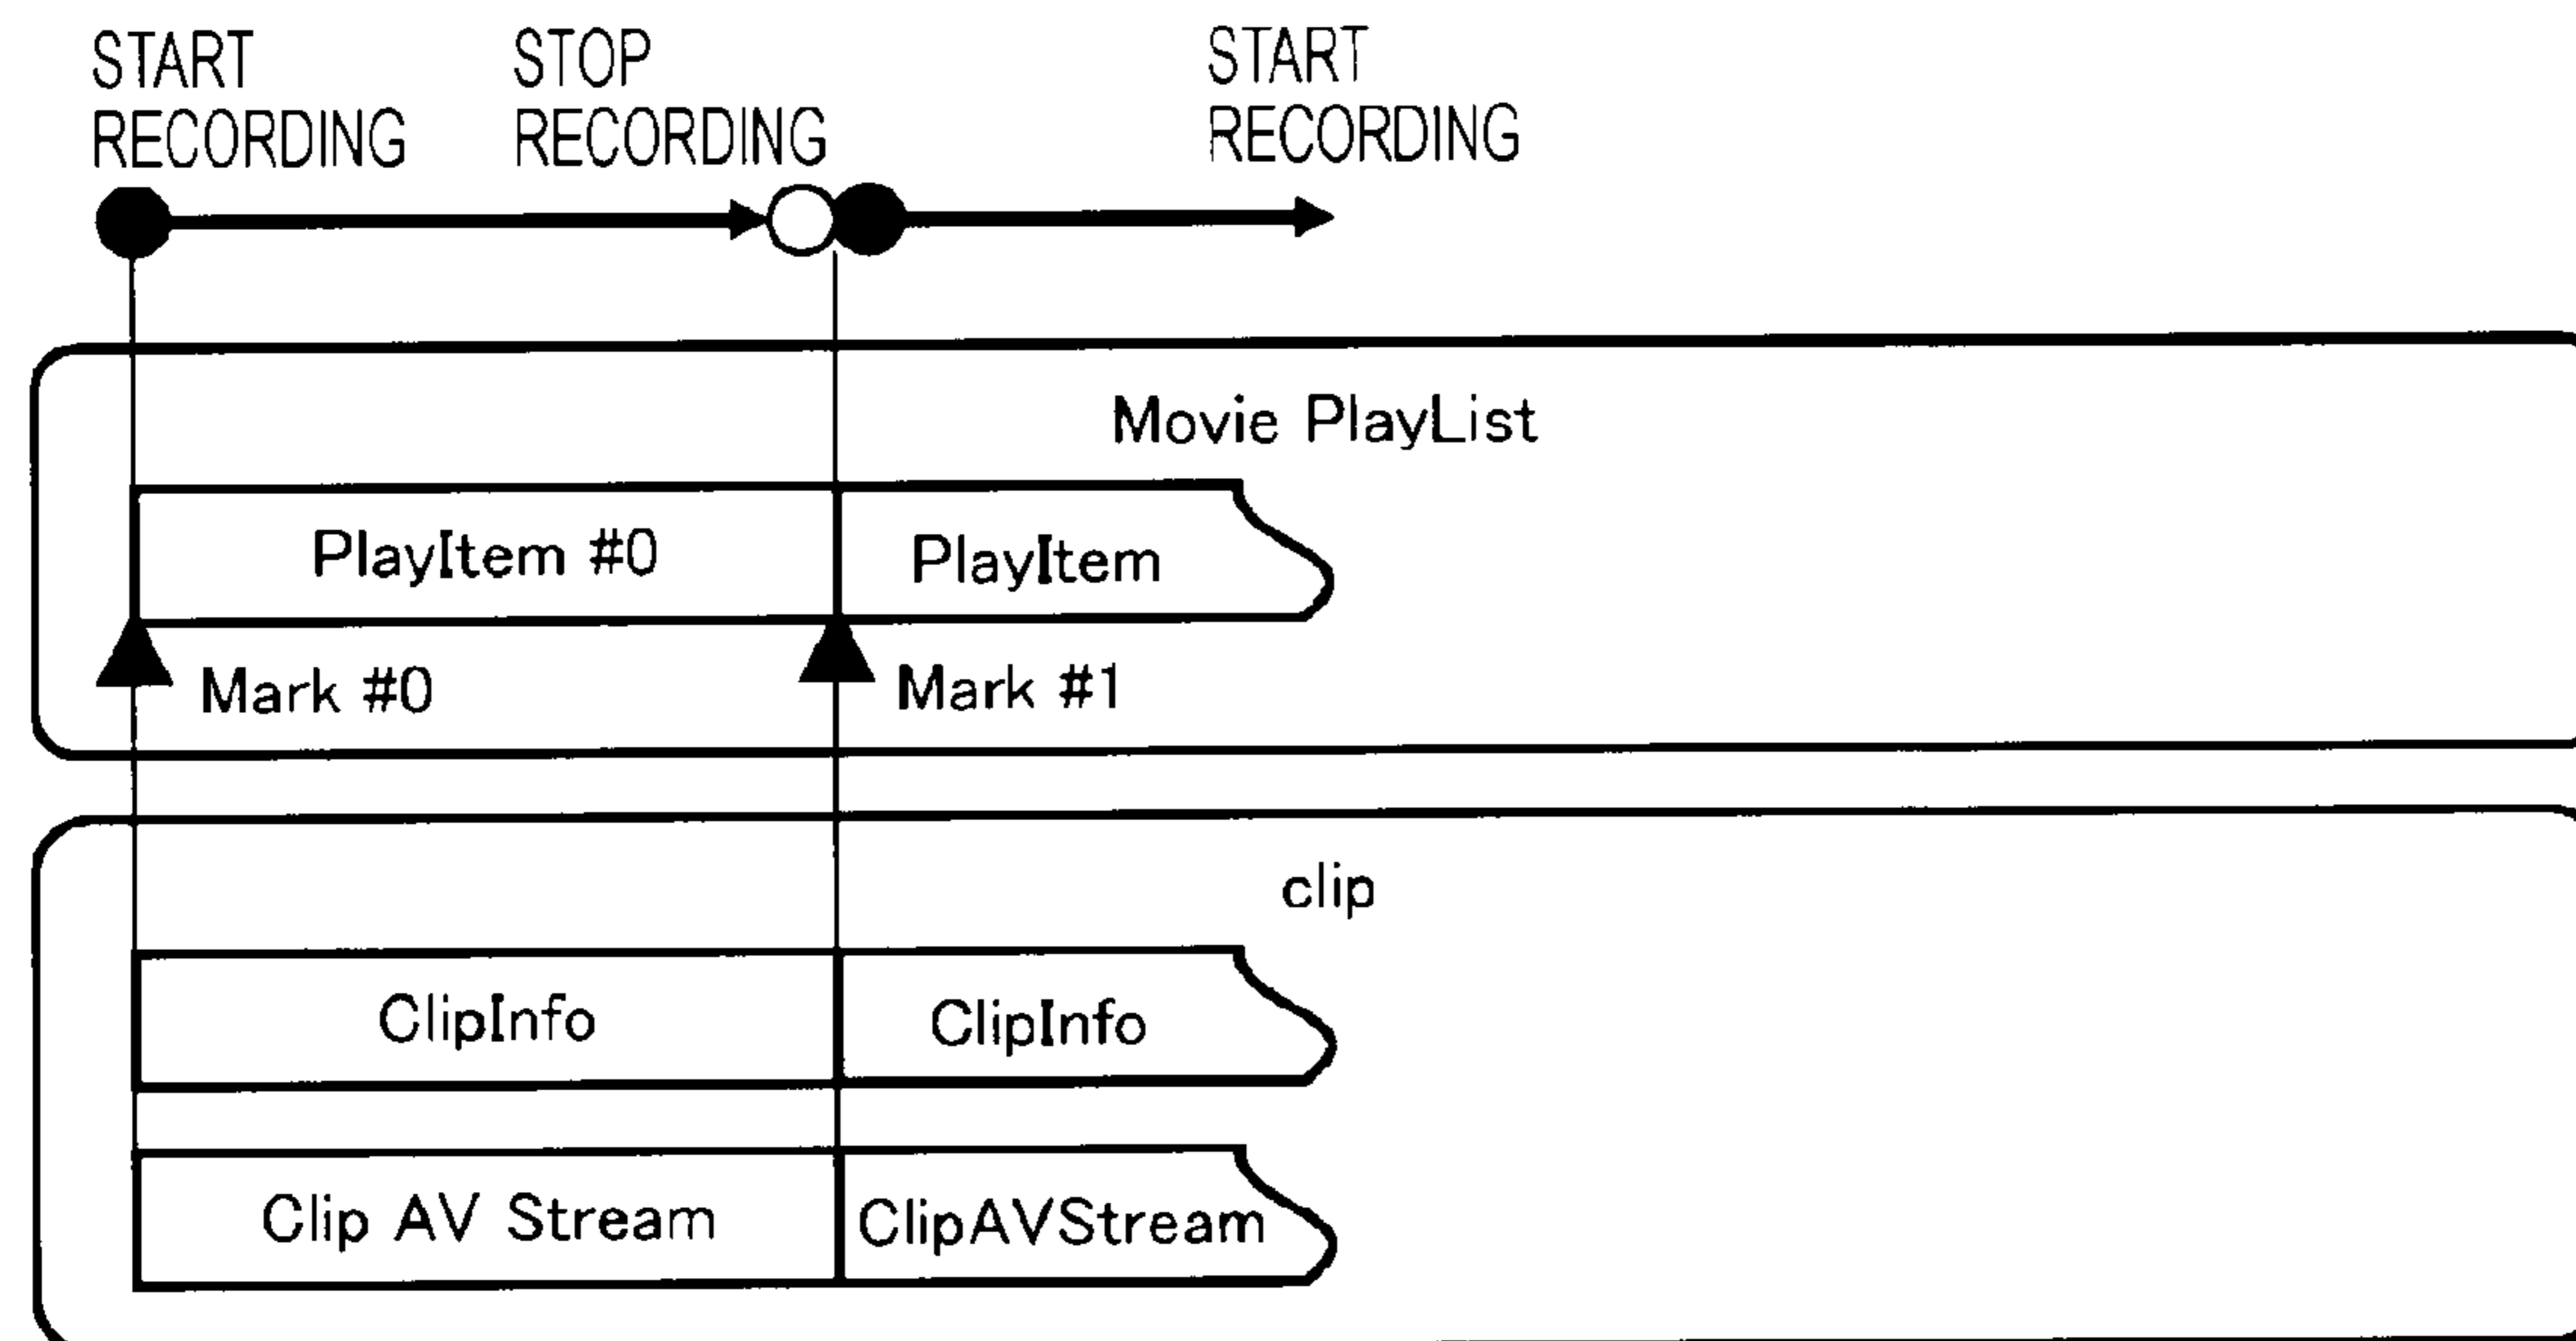 START
RECORDING
STOP
RECORDING
START
RECORDING
Movie PlayList
PlayItem #0
PlayItem
Mark #0
Mark #1
clip
ClipInfo
ClipInfo
Clip AV Stream
ClipAVStream